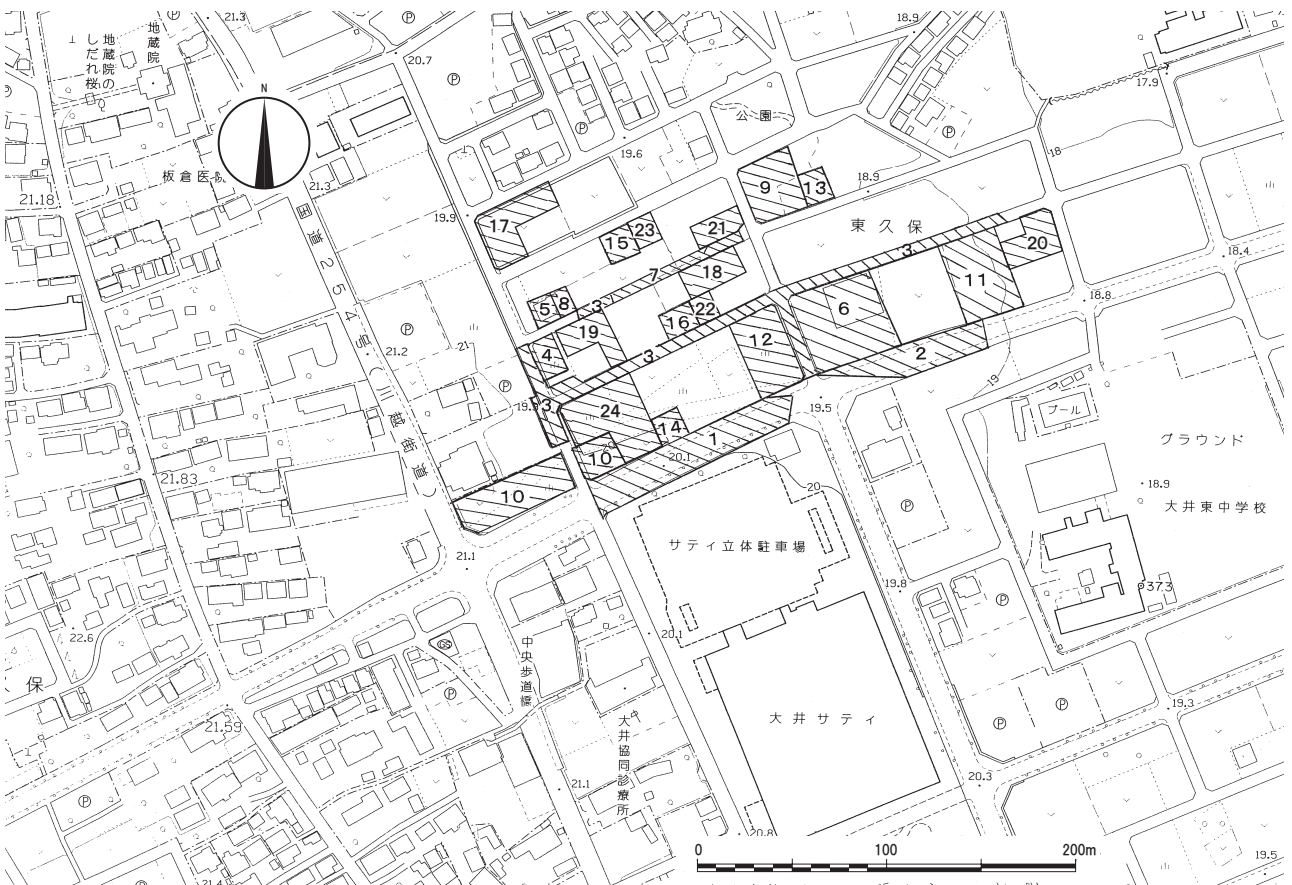 21.3
地蔵院
地蔵院の
しだれ桜
20.7
P
18.9
17.9
N
公園
P
P
19.6
18
板倉医院
21.3
21.18
9
13
18.9
19.9
17
東久保
国道254号(川越街道)
23
15
21
3
20
18.4
7
18
11
5
8
3
22
16
6
18.8
P
21
19
4
3
12
2
21.2
19
P
3
24
19.5
プール
14
1
グラウンド
10
20.1
21.83
10
20
18.9
P
大井東中学校
サティ立体駐車場
21.1
19.8
37.3
P
22.6
20.1
GS
中央歩道橋
保
P
大井サティ
P
P
19.3
21.59
大井協同診療所
20.3
P
21.1
20.8
0
100
200m
19.5
21.4